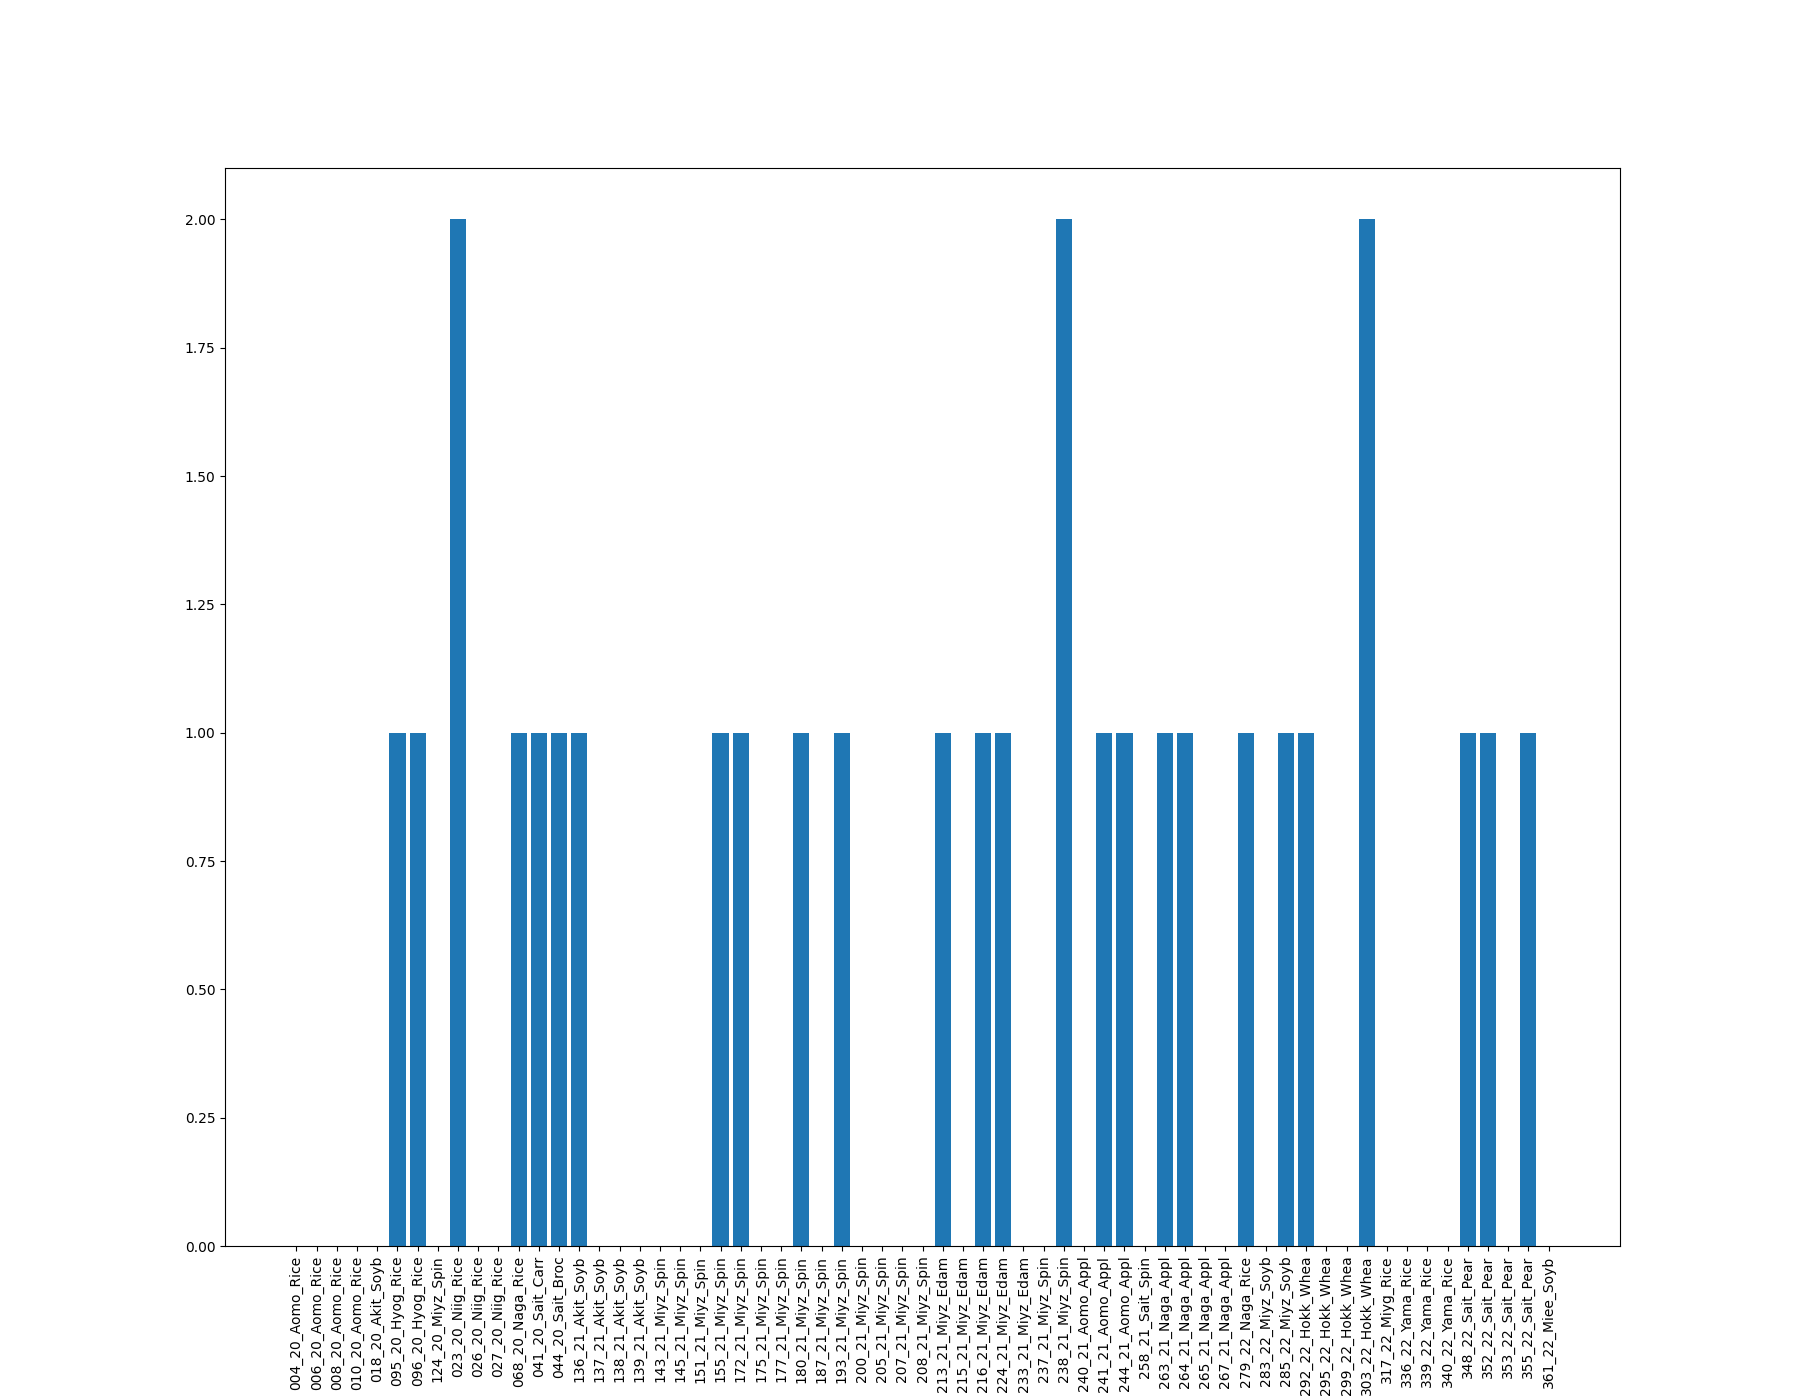 2.00
1.75
1.50
1.25
1.00
0.75
0.50
0.25
0.00
004_20_Aomo_Rice
006_20_Aomo_Rice
008_20_Aomo_Rice
010_20_Aomo_Rice
018_20_Akit_Soyb
095_20_Hyog_Rice
096_20_Hyog_Rice
124_20_Miyz_Spin
023_20_Niig_Rice
026_20_Niig_Rice
027_20_Niig_Rice
068_20_Naga_Rice
041_20_Sait_Carr
044_20_Sait_Broc
136_21_Akit_Soyb
137_21_Akit_Soyb
138_21_Akit_Soyb
139_21_Akit_Soyb
143_21_Miyz_Spin
145_21_Miyz_Spin
151_21_Miyz_Spin
155_21_Miyz_Spin
172_21_Miyz_Spin
175_21_Miyz_Spin
177_21_Miyz_Spin
180_21_Miyz_Spin
187_21_Miyz_Spin
193_21_Miyz_Spin
200_21_Miyz_Spin
205_21_Miyz_Spin
207_21_Miyz_Spin
208_21_Miyz_Spin
213_21_Miyz_Edam
215_21_Miyz_Edam
216_21_Miyz_Edam
224_21_Miyz_Edam
233_21_Miyz_Edam
237_21_Miyz_Spin
238_21_Miyz_Spin
240_21_Aomo_Appl
241_21_Aomo_Appl
244_21_Aomo_Appl
258_21_Sait_Spin
263_21_Naga_Appl
264_21_Naga_Appl
265_21_Naga_Appl
267_21_Naga_Appl
279_22_Naga_Rice
283_22_Miyz_Soyb
285_22_Miyz_Soyb
292_22_Hokk_Whea
295_22_Hokk_Whea
299_22_Hokk_Whea
303_22_Hokk_Whea
317_22_Miyg_Rice
336_22_Yama_Rice
339_22_Yama_Rice
340_22_Yama_Rice
348_22_Sait_Pear
352_22_Sait_Pear
353_22_Sait_Pear
355_22_Sait_Pear
361_22_Miee_Soyb